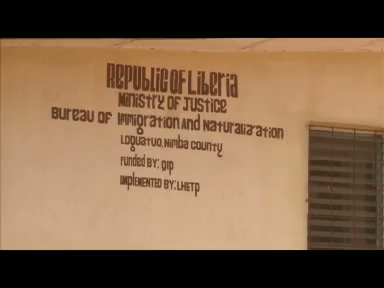 Republic of Liberia
Ministry of Justice
Bureau of Immigration and Naturalization
Loguatuo, Nimba County
Funded by: GIP
Implemented by: LHETP